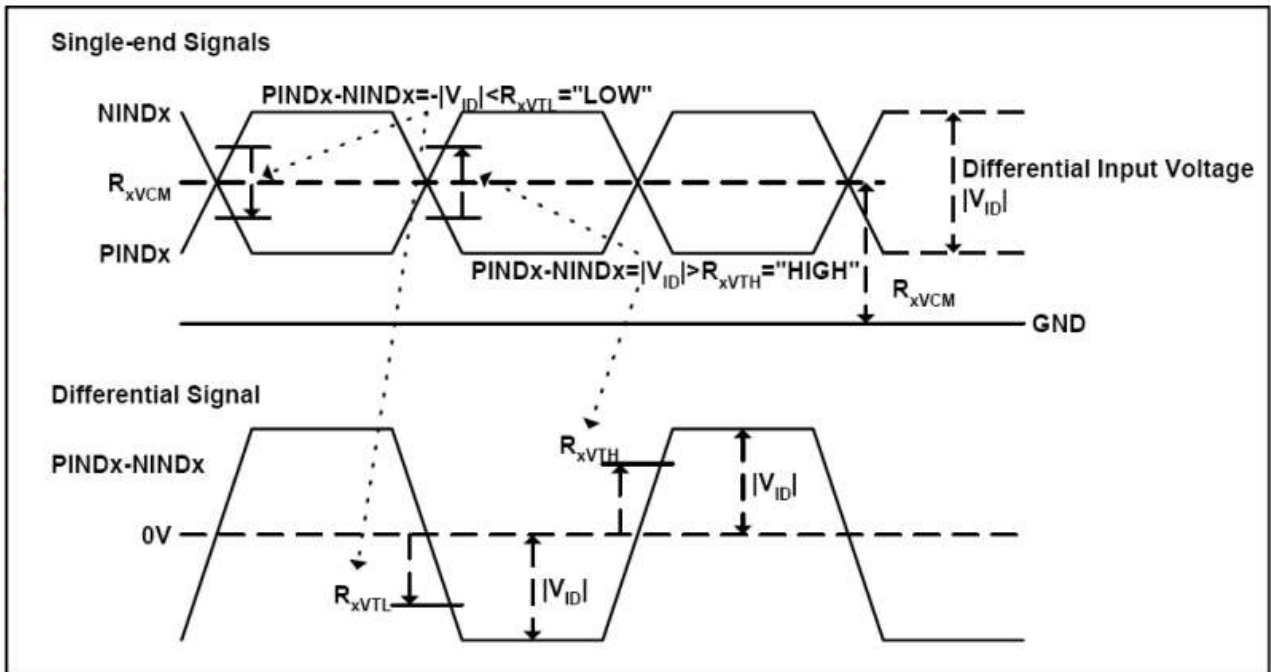 Single-end Signals
PINDx-NINDx=-|VID|<RxVTL="LOW"
NINDx
RxVCM
Differential Input Voltage
|VID|
PINDx
PINDx-NINDx=|VID|>RxVTH="HIGH"
RxVCM
GND
Differential Signal
PINDx-NINDx
RxVTH
|VID|
0V
RxVTL
|VID|